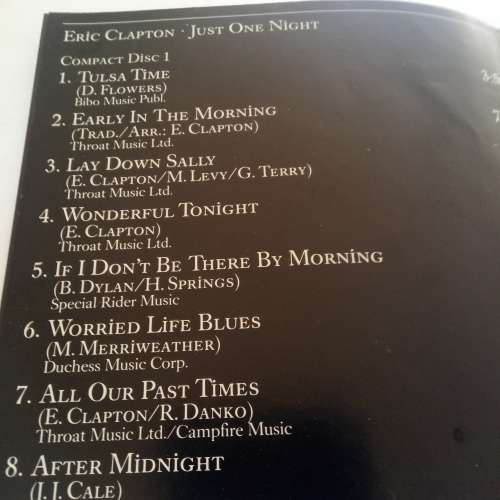 Eric Clapton · Just One Night
Compact Disc 1
1. Tulsa Time
(D. Flowers)
Bibo Music Publ.
2. Early In The Morning
(Trad./Arr.: E. Clapton)
Throat Music Ltd.
3. Lay Down Sally
(E. Clapton/M. Levy/G. Terry)
Throat Music Ltd.
4. Wonderful Tonight
(E. Clapton)
Throat Music Ltd.
5. If I Don't Be There By Morning
(B. Dylan/H. Springs)
Special Rider Music
6. Worried Life Blues
(M. Merriweather)
Duchess Music Corp.
7. All Our Past Times
(E. Clapton/R. Danko)
Throat Music Ltd./Campfire Music
8. After Midnight
(J. J. Cale)